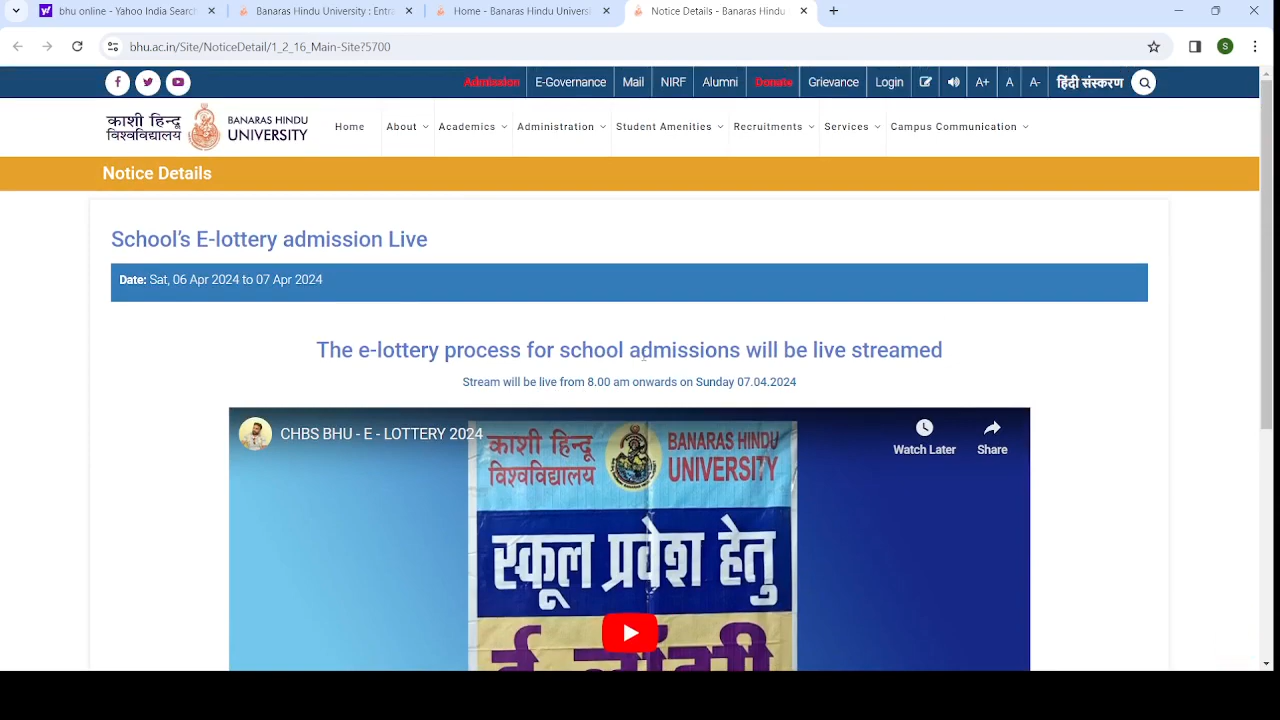 bhu online - Yahoo India Search
Banaras Hindu University : Entra
Home - Banaras Hindu Universi
Notice Details - Banaras Hindu
bhu.ac.in/Site/NoticeDetail/1_2_16_Main-Site?5700
S
Admission E-Governance Mail NIRF Alumni Donate Grievance Login A+ A A- हिंदी संस्करण
काशी हिन्दू विश्वविद्यालय
BANARAS HINDU UNIVERSITY
Home About Academics Administration Student Amenities Recruitments Services Campus Communication
Notice Details
School’s E-lottery admission Live
Date: Sat, 06 Apr 2024 to 07 Apr 2024
The e-lottery process for school admissions will be live streamed
Stream will be live from 8.00 am onwards on Sunday 07.04.2024
CHBS BHU - E - LOTTERY 2024
Watch Later Share
काशी हिन्दू विश्वविद्यालय
BANARAS HINDU UNIVERSITY
स्कूल प्रवेश हेतु
ई-लॉटरी